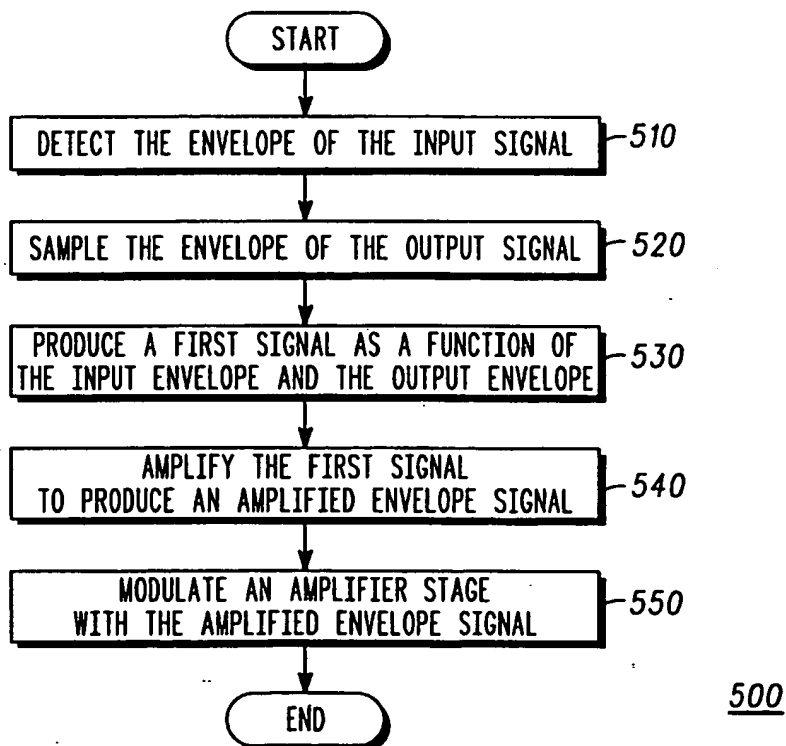 START
DETECT THE ENVELOPE OF THE INPUT SIGNAL
510
SAMPLE THE ENVELOPE OF THE OUTPUT SIGNAL
520
PRODUCE A FIRST SIGNAL AS A FUNCTION OF
THE INPUT ENVELOPE AND THE OUTPUT ENVELOPE
530
AMPLIFY THE FIRST SIGNAL
TO PRODUCE AN AMPLIFIED ENVELOPE SIGNAL
540
MODULATE AN AMPLIFIER STAGE
WITH THE AMPLIFIED ENVELOPE SIGNAL
550
END
500